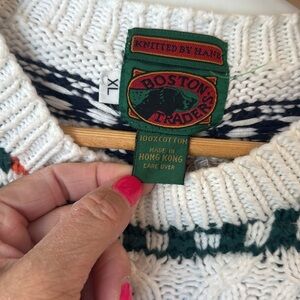 KNITTED BY HAND
XL
BOSTON
TRADERS
100% COTTON
MADE IN
HONG KONG
CARE OVER